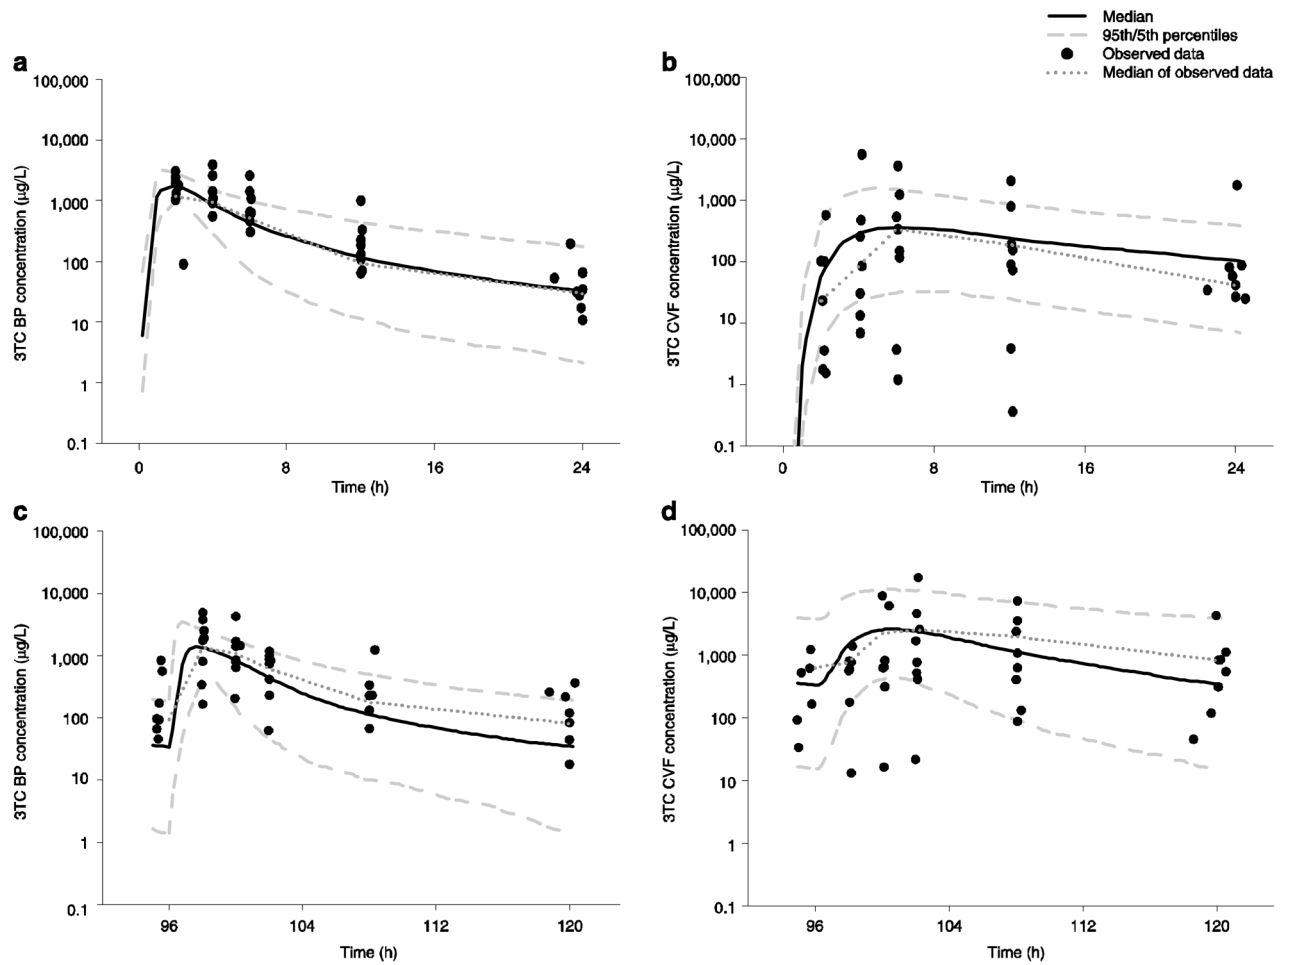 Median
95th/5th percentiles
Observed data
Median of observed data
a
100,000
10,000
1,000
100
10
1
0.1
3TC BP concentration (µg/L)
0 8 16 24
Time (h)
b
100,000
10,000
1,000
100
10
1
0.1
3TC CVF concentration (µg/L)
0 8 16 24
Time (h)
c
100,000
10,000
1,000
100
10
1
0.1
3TC BP concentration (µg/L)
96 104 112 120
Time (h)
d
100,000
10,000
1,000
100
10
1
0.1
3TC CVF concentration (µg/L)
96 104 112 120
Time (h)